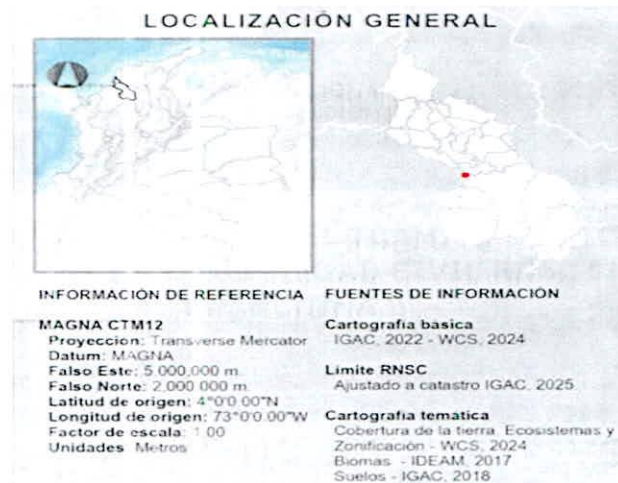 LOCALIZACIÓN GENERAL
INFORMACIÓN DE REFERENCIA
MAGNA CTM12
Proyeccion: Transverse Mercator
Datum: MAGNA
Falso Este: 5.000,000 m.
Falso Norte: 2,000 000 m
Latitud de origen: 4°0'0.00"N
Longitud de origen: 73°0'0.00"W
Factor de escala: 1.00
Unidades Metros
FUENTES DE INFORMACIÓN
Cartografía básica
IGAC, 2022 - WCS, 2024
Límite RNSC
Ajustado a catastro IGAC, 2025
Cartografía temática
Cobertura de la tierra. Ecosistemas y
Zonificación - WCS, 2024
Biomas - IDEAM, 2017
Suelos - IGAC, 2018